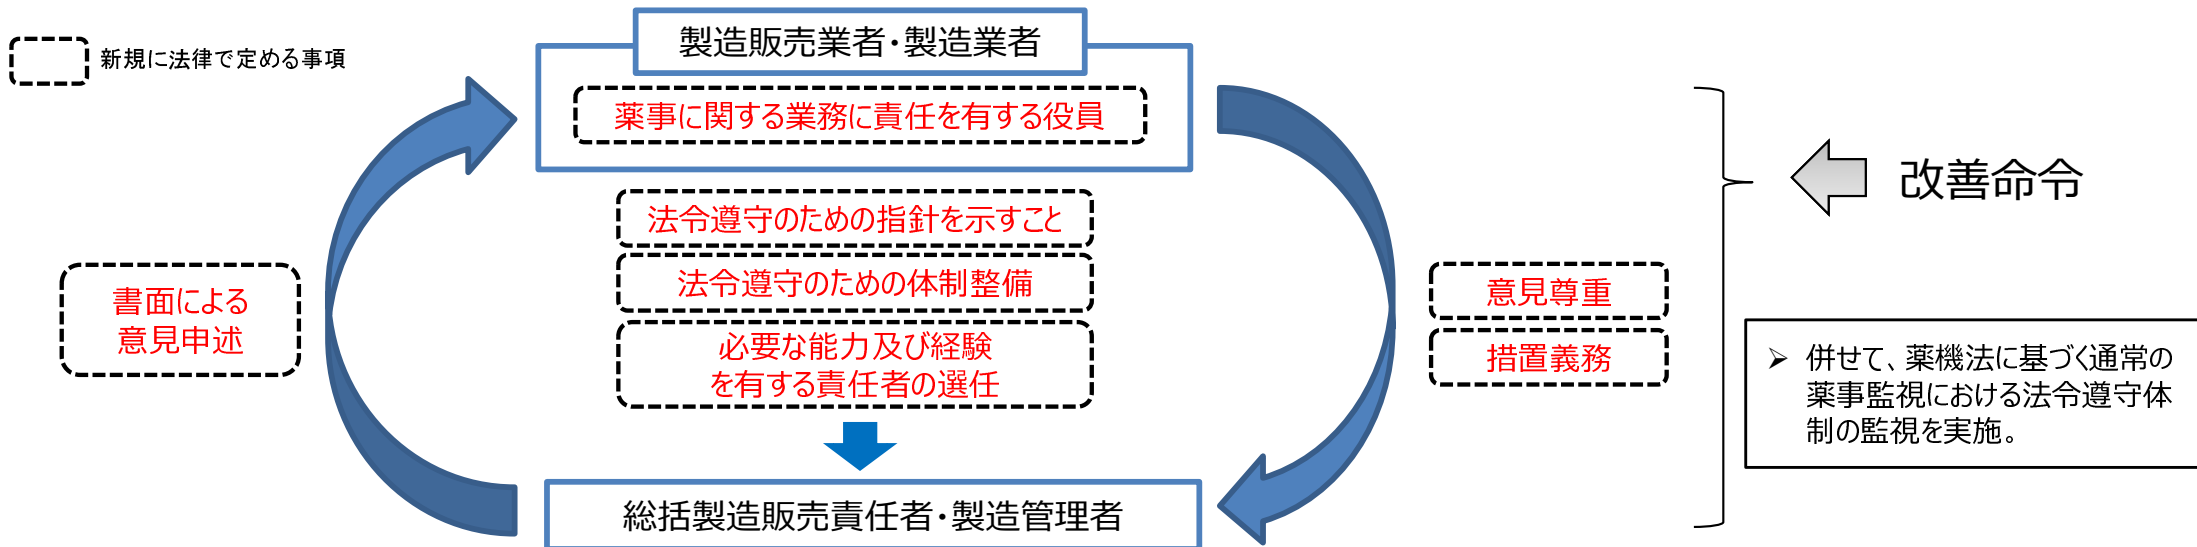 新規に法律で定める事項
製造販売業者・製造業者
薬事に関する業務に責任を有する役員
法令遵守のための指針を示すこと
法令遵守のための体制整備
必要な能力及び経験
を有する責任者の選任
総括製造販売責任者・製造管理者
書面による
意見申述
意見尊重
措置義務
改善命令
➢ 併せて、薬機法に基づく通常の
薬事監視における法令遵守体
制の監視を実施。